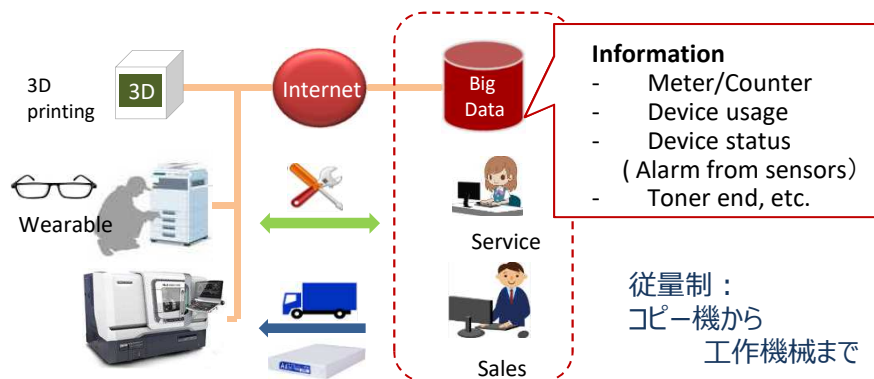 3D
printing
3D
Internet
Big
Data
Information
- Meter/Counter
- Device usage
- Device status
( Alarm from sensors）
- Toner end, etc.
Wearable
Service
Sales
従量制：
コピー機から
工作機械まで